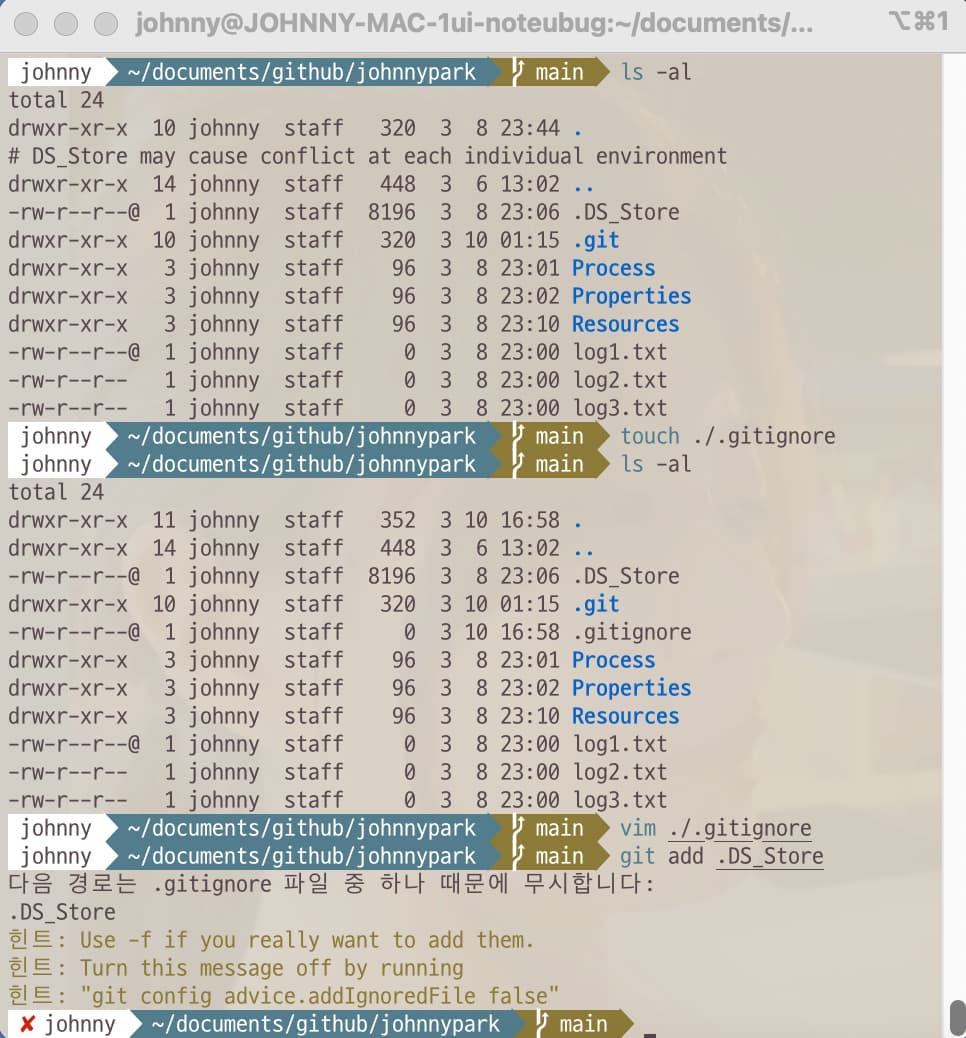 johnny@JOHNNY-MAC-1ui-noteubug:~/documents/... ⌥⌘1
johnny ~/documents/github/johnnypark main ls -al
total 24
drwxr-xr-x 10 johnny staff 320 3 8 23:44 .
# DS_Store may cause conflict at each individual environment
drwxr-xr-x 14 johnny staff 448 3 6 13:02 ..
-rw-r--r--@ 1 johnny staff 8196 3 8 23:06 .DS_Store
drwxr-xr-x 10 johnny staff 320 3 10 01:15 .git
drwxr-xr-x 3 johnny staff 96 3 8 23:01 Process
drwxr-xr-x 3 johnny staff 96 3 8 23:02 Properties
drwxr-xr-x 3 johnny staff 96 3 8 23:10 Resources
-rw-r--r--@ 1 johnny staff 0 3 8 23:00 log1.txt
-rw-r--r-- 1 johnny staff 0 3 8 23:00 log2.txt
-rw-r--r-- 1 johnny staff 0 3 8 23:00 log3.txt
johnny ~/documents/github/johnnypark main touch ./.gitignore
johnny ~/documents/github/johnnypark main ls -al
total 24
drwxr-xr-x 11 johnny staff 352 3 10 16:58 .
drwxr-xr-x 14 johnny staff 448 3 6 13:02 ..
-rw-r--r--@ 1 johnny staff 8196 3 8 23:06 .DS_Store
drwxr-xr-x 10 johnny staff 320 3 10 01:15 .git
-rw-r--r--@ 1 johnny staff 0 3 10 16:58 .gitignore
drwxr-xr-x 3 johnny staff 96 3 8 23:01 Process
drwxr-xr-x 3 johnny staff 96 3 8 23:02 Properties
drwxr-xr-x 3 johnny staff 96 3 8 23:10 Resources
-rw-r--r--@ 1 johnny staff 0 3 8 23:00 log1.txt
-rw-r--r-- 1 johnny staff 0 3 8 23:00 log2.txt
-rw-r--r-- 1 johnny staff 0 3 8 23:00 log3.txt
johnny ~/documents/github/johnnypark main vim ./.gitignore
johnny ~/documents/github/johnnypark main git add .DS_Store
다음 경로는 .gitignore 파일 중 하나 때문에 무시합니다:
.DS_Store
힌트: Use -f if you really want to add them.
힌트: Turn this message off by running
힌트: "git config advice.addIgnoredFile false"
✘ johnny ~/documents/github/johnnypark main